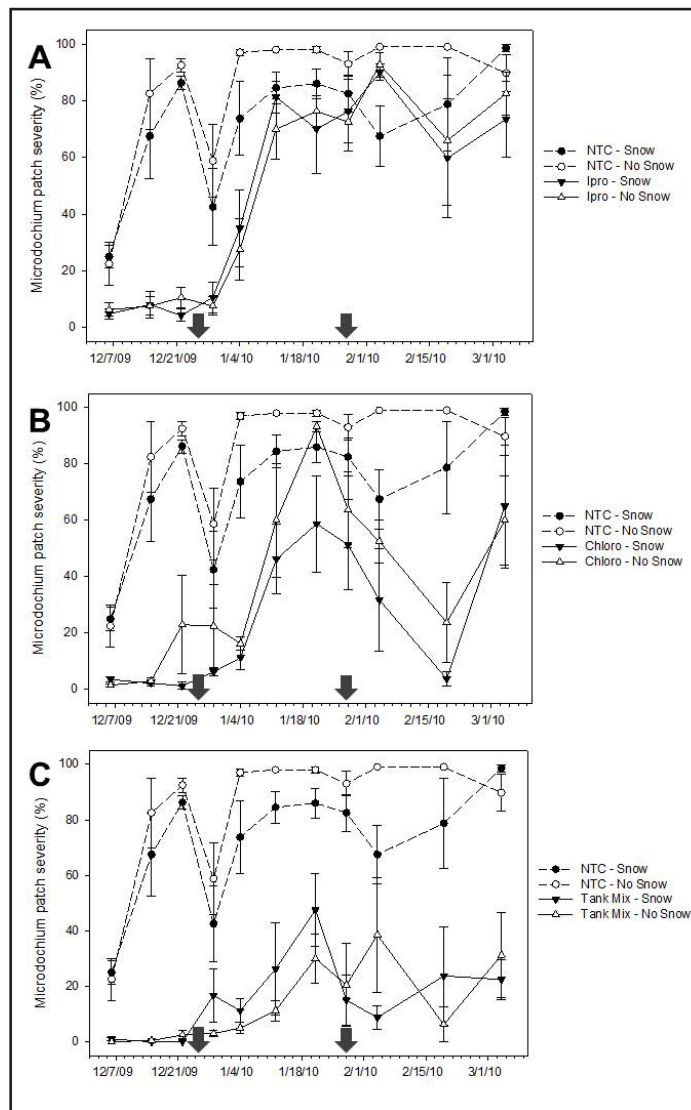 A
Microdochium patch severity (%)
100
80
60
40
20
0
12/7/09 12/21/09 1/4/10 1/18/10 2/1/10 2/15/10 3/1/10
NTC - Snow
NTC - No Snow
Ipro - Snow
Ipro - No Snow
B
Microdochium patch severity (%)
100
80
60
40
20
0
12/7/09 12/21/09 1/4/10 1/18/10 2/1/10 2/15/10 3/1/10
NTC - Snow
NTC - No Snow
Chloro - Snow
Chloro - No Snow
C
Microdochium patch severity (%)
100
80
60
40
20
0
12/7/09 12/21/09 1/4/10 1/18/10 2/1/10 2/15/10 3/1/10
NTC - Snow
NTC - No Snow
Tank Mix - Snow
Tank Mix - No Snow